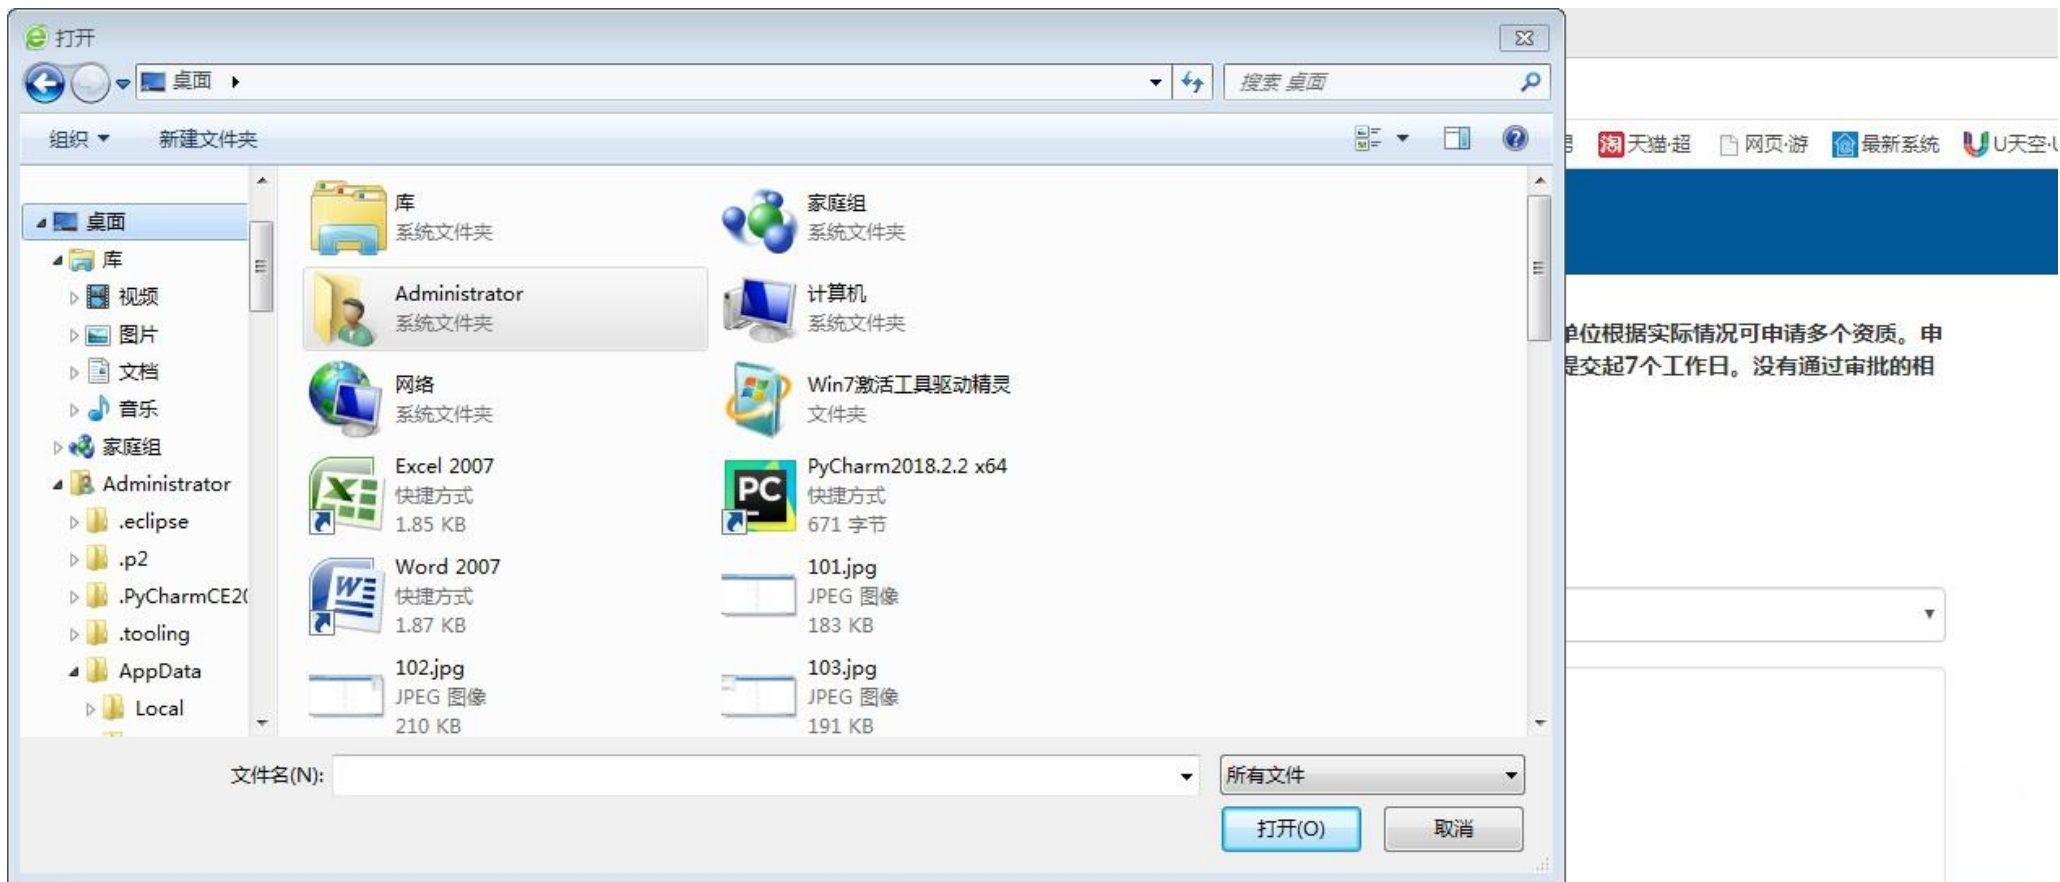 打开
桌面
搜索 桌面
组织
新建文件夹
天猫·超
网页·游
最新系统
U天空·U
桌面
库
视频
图片
文档
音乐
家庭组
Administrator
.eclipse
.p2
.PyCharmCE20
.tooling
AppData
Local
库
系统文件夹
家庭组
系统文件夹
Administrator
系统文件夹
计算机
系统文件夹
网络
系统文件夹
Win7激活工具驱动精灵
文件夹
Excel 2007
快捷方式
1.85 KB
PyCharm2018.2.2 x64
快捷方式
671 字节
Word 2007
快捷方式
1.87 KB
101.jpg
JPEG 图像
183 KB
102.jpg
JPEG 图像
210 KB
103.jpg
JPEG 图像
191 KB
单位根据实际情况可申请多个资质。申
提交起7个工作日。没有通过审批的相
文件名(N):
所有文件
打开(O)
取消